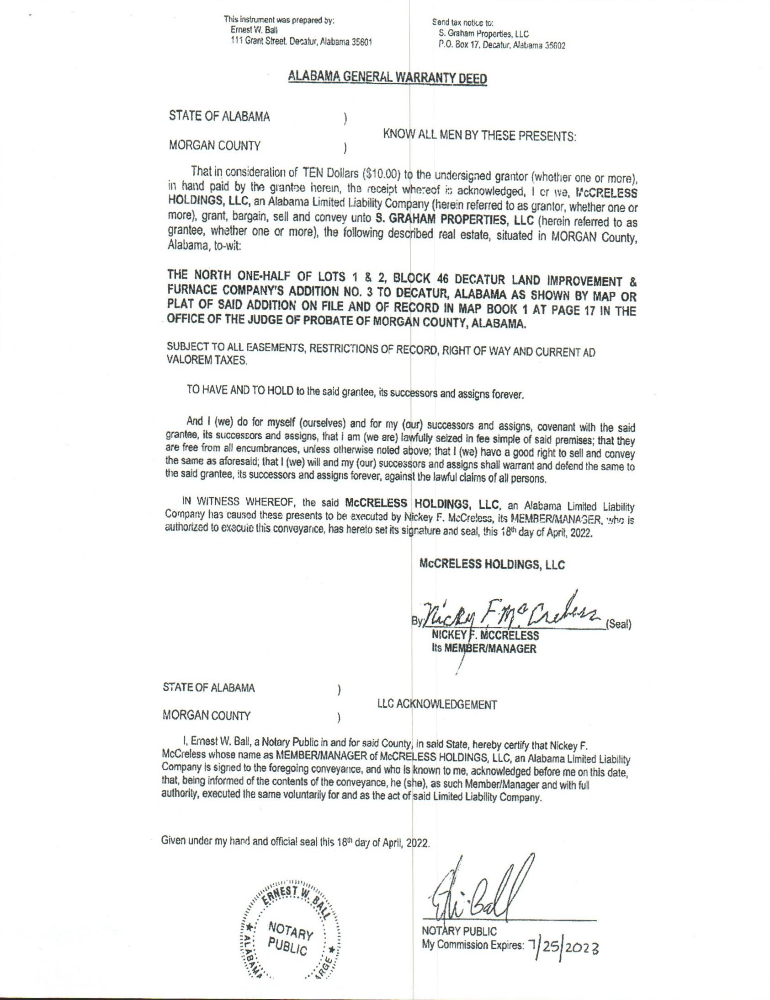 This instrument was prepared by:
Ernest W. Ball
111 Grant Street. Decatur, Alabama 35601
Send tax notice to:
S. Graham Properties, LLC
P.O. Box 17, Decatur, Alabama 35602
ALABAMA GENERAL WARRANTY DEED
STATE OF ALABAMA )
KNOW ALL MEN BY THESE PRESENTS:
MORGAN COUNTY )
That in consideration of TEN Dollars ($10.00) to the undersigned grantor (whether one or more),
in hand paid by the grantee herein, the receipt whereof is acknowledged, I or we, McCRELESS
HOLDINGS, LLC, an Alabama Limited Liability Company (herein referred to as grantor, whether one or
more), grant, bargain, sell and convey unto S. GRAHAM PROPERTIES, LLC (herein referred to as
grantee, whether one or more), the following described real estate, situated in MORGAN County,
Alabama, to-wit:
THE NORTH ONE-HALF OF LOTS 1 & 2, BLOCK 46 DECATUR LAND IMPROVEMENT &
FURNACE COMPANY'S ADDITION NO. 3 TO DECATUR, ALABAMA AS SHOWN BY MAP OR
PLAT OF SAID ADDITION ON FILE AND OF RECORD IN MAP BOOK 1 AT PAGE 17 IN THE
OFFICE OF THE JUDGE OF PROBATE OF MORGAN COUNTY, ALABAMA.
SUBJECT TO ALL EASEMENTS, RESTRICTIONS OF RECORD, RIGHT OF WAY AND CURRENT AD
VALOREM TAXES.
TO HAVE AND TO HOLD to the said grantee, its successors and assigns forever.
And I (we) do for myself (ourselves) and for my (our) successors and assigns, covenant with the said
grantee, its successors and assigns, that I am (we are) lawfully seized in fee simple of said premises; that they
are free from all encumbrances, unless otherwise noted above; that I (we) have a good right to sell and convey
the same as aforesaid; that I (we) will and my (our) successors and assigns shall warrant and defend the same to
the said grantee, its successors and assigns forever, against the lawful claims of all persons.
IN WITNESS WHEREOF, the said McCRELESS HOLDINGS, LLC, an Alabama Limited Liability
Company has caused these presents to be executed by Nickey F. McCreless, its MEMBER/MANAGER, who is
authorized to execute this conveyance, has hereto set its signature and seal, this 18th day of April, 2022.
McCRELESS HOLDINGS, LLC
By: Nickey F. McCreless (Seal)
NICKEY F. MCCRELESS
Its MEMBER/MANAGER
STATE OF ALABAMA )
LLC ACKNOWLEDGEMENT
MORGAN COUNTY )
I, Ernest W. Ball, a Notary Public in and for said County, in said State, hereby certify that Nickey F.
McCreless whose name as MEMBER/MANAGER of McCRELESS HOLDINGS, LLC, an Alabama Limited Liability
Company is signed to the foregoing conveyance, and who is known to me, acknowledged before me on this date,
that, being informed of the contents of the conveyance, he (she), as such Member/Manager and with full
authority, executed the same voluntarily for and as the act of said Limited Liability Company.
Given under my hand and official seal this 18th day of April, 2022.
ERNEST W. BALL
NOTARY
PUBLIC
ALABAMA
ARGE
Ball
NOTARY PUBLIC
My Commission Expires: 7/25/2023